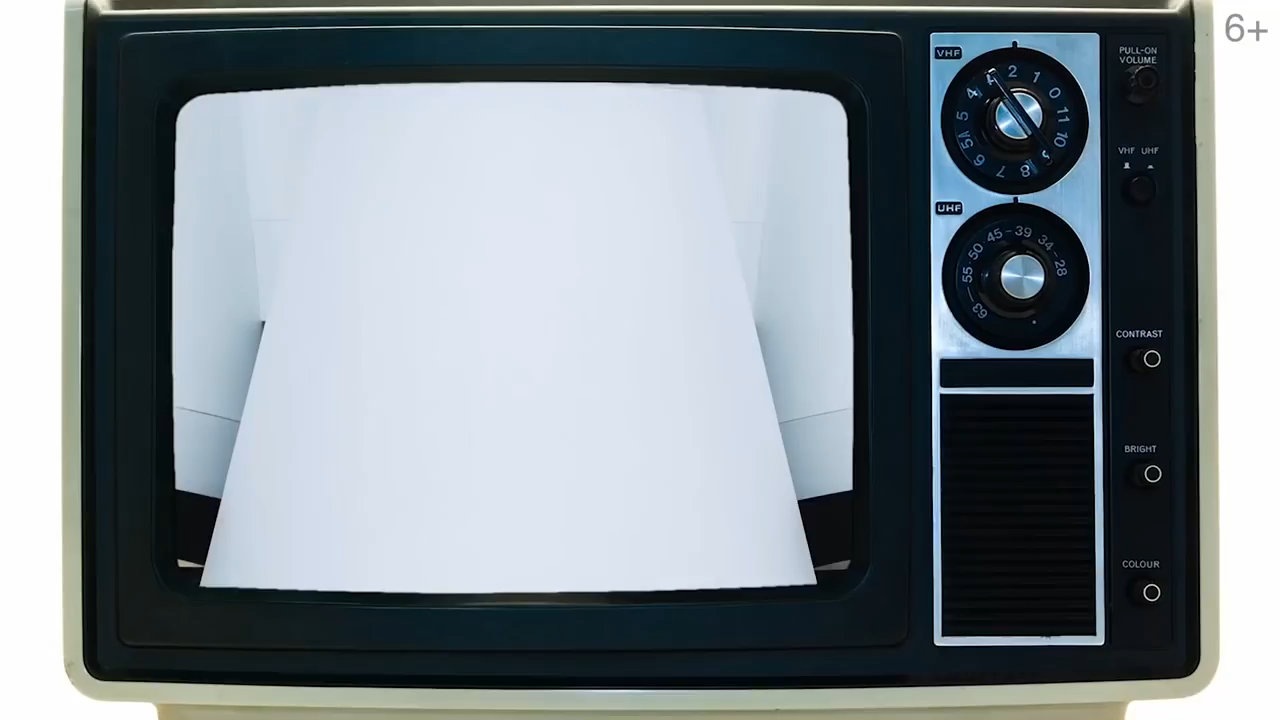 6+
PULL-ON
VOLUME
VHF
2 1 0 11 10 9 8 7 6 5A 5 4
VHF UHF
UHF
63 55-50 45-39 34-28
CONTRAST
BRIGHT
COLOUR